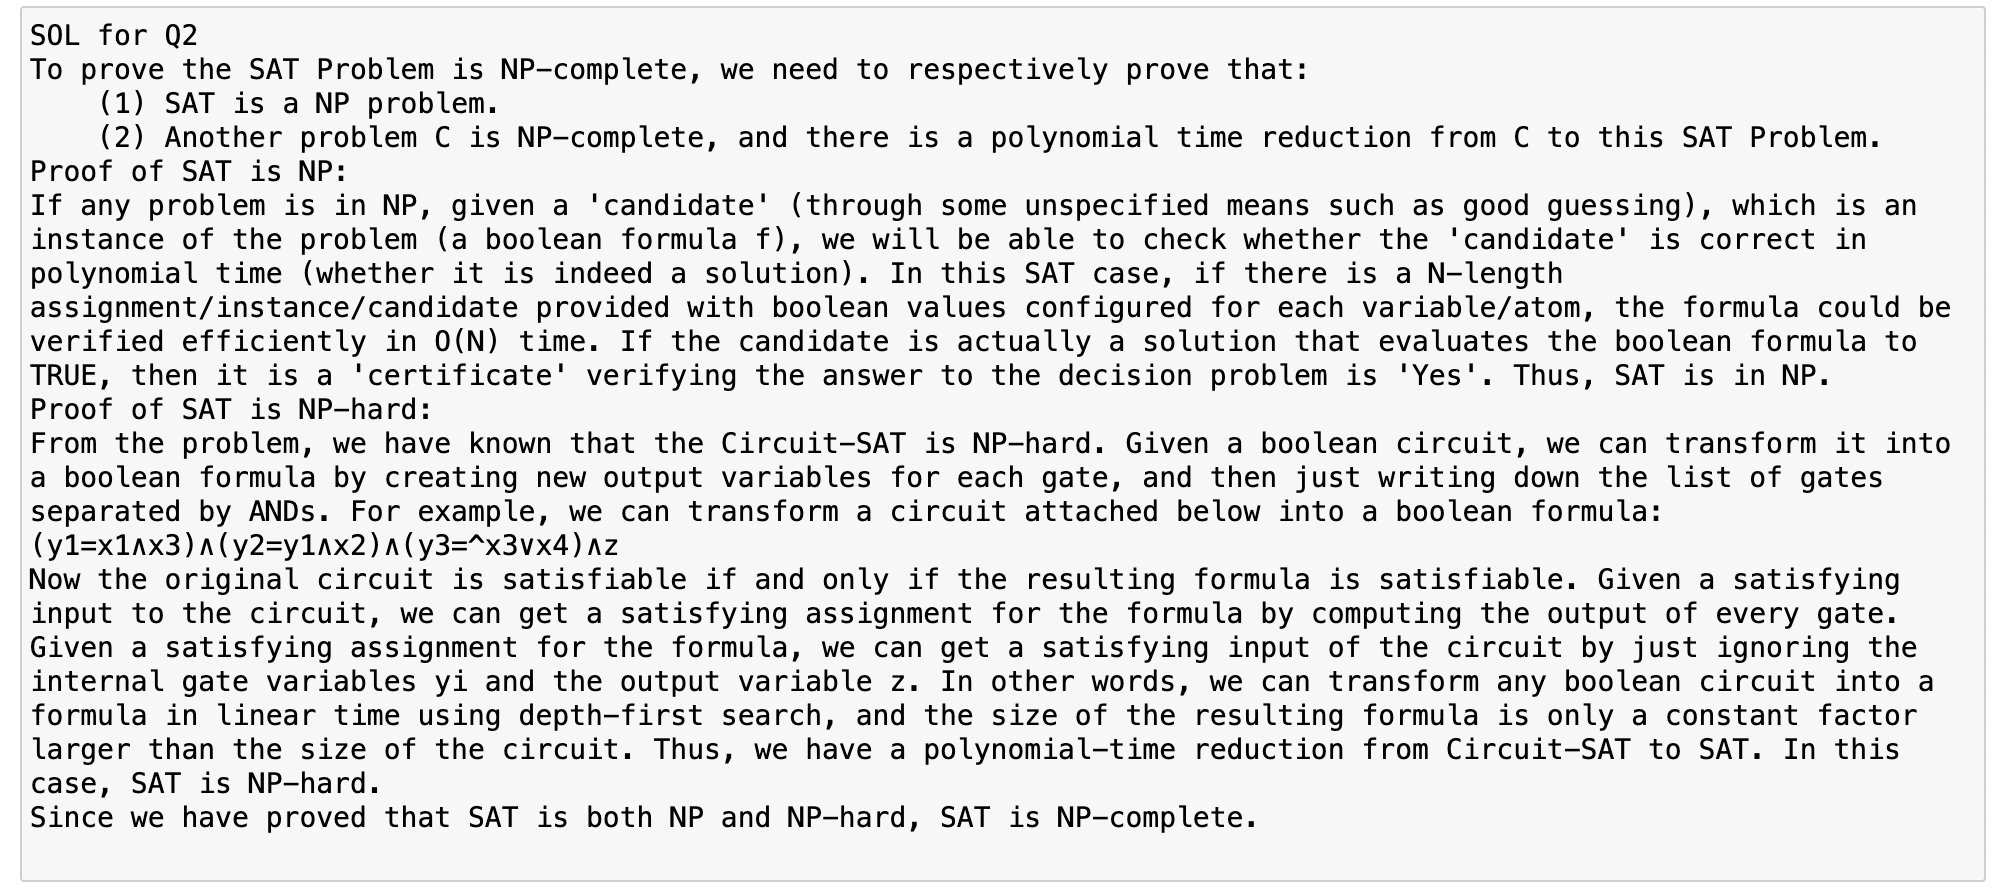 SOL for Q2
To prove the SAT Problem is NP-complete, we need to respectively prove that:
(1) SAT is a NP problem.
(2) Another problem C is NP-complete, and there is a polynomial time reduction from C to this SAT Problem.
Proof of SAT is NP:
If any problem is in NP, given a 'candidate' (through some unspecified means such as good guessing), which is an
instance of the problem (a boolean formula f), we will be able to check whether the 'candidate' is correct in
polynomial time (whether it is indeed a solution). In this SAT case, if there is a N-length
assignment/instance/candidate provided with boolean values configured for each variable/atom, the formula could be
verified efficiently in O(N) time. If the candidate is actually a solution that evaluates the boolean formula to
TRUE, then it is a 'certificate' verifying the answer to the decision problem is 'Yes'. Thus, SAT is in NP.
Proof of SAT is NP-hard:
From the problem, we have known that the Circuit-SAT is NP-hard. Given a boolean circuit, we can transform it into
a boolean formula by creating new output variables for each gate, and then just writing down the list of gates
separated by ANDs. For example, we can transform a circuit attached below into a boolean formula:
(y1=x1∧x3)∧(y2=y1∧x2)∧(y3=^x3∨x4)∧z
Now the original circuit is satisfiable if and only if the resulting formula is satisfiable. Given a satisfying
input to the circuit, we can get a satisfying assignment for the formula by computing the output of every gate.
Given a satisfying assignment for the formula, we can get a satisfying input of the circuit by just ignoring the
internal gate variables yi and the output variable z. In other words, we can transform any boolean circuit into a
formula in linear time using depth-first search, and the size of the resulting formula is only a constant factor
larger than the size of the circuit. Thus, we have a polynomial-time reduction from Circuit-SAT to SAT. In this
case, SAT is NP-hard.
Since we have proved that SAT is both NP and NP-hard, SAT is NP-complete.